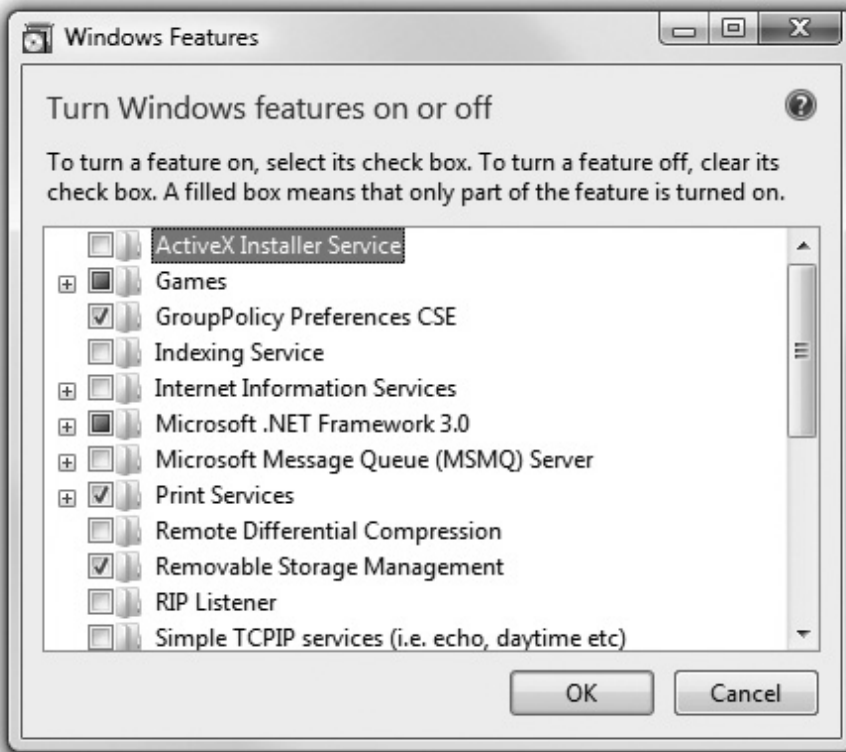 Windows Features
Turn Windows features on or off
To turn a feature on, select its check box. To turn a feature off, clear its
check box. A filled box means that only part of the feature is turned on.
ActiveX Installer Service
Games
GroupPolicy Preferences CSE
Indexing Service
Internet Information Services
Microsoft .NET Framework 3.0
Microsoft Message Queue (MSMQ) Server
Print Services
Remote Differential Compression
Removable Storage Management
RIP Listener
Simple TCPIP services (i.e. echo, daytime etc)
OK Cancel